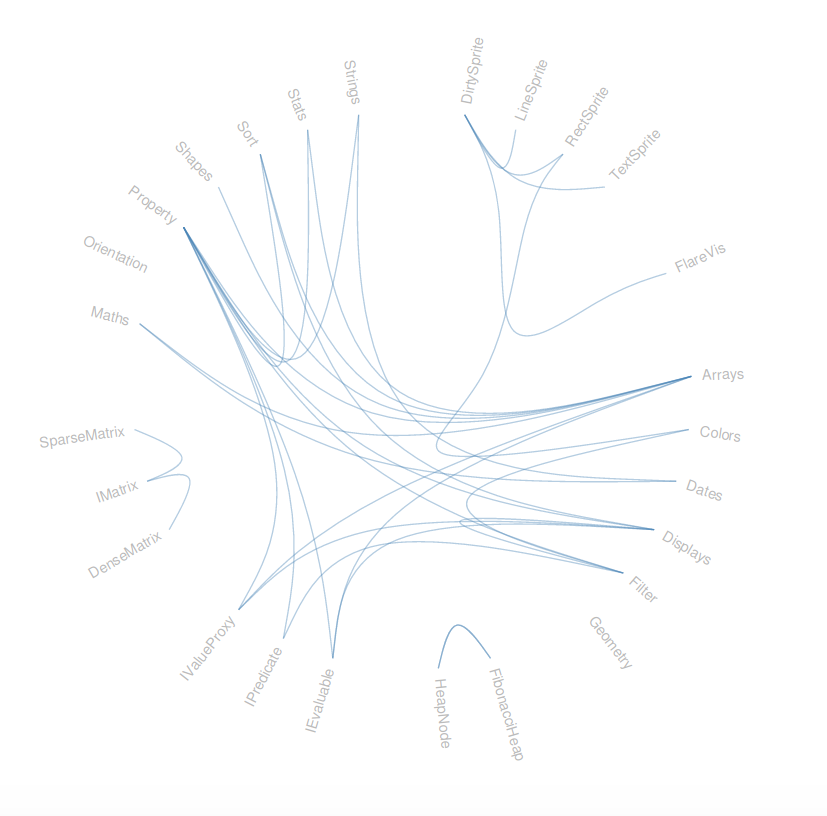 DirtySprite
LineSprite
RectSprite
TextSprite
FlareVis
Arrays
Colors
Dates
Displays
Filter
Geometry
FibonacciHeap
HeapNode
IEvaluable
IPredicate
IValueProxy
DenseMatrix
IMatrix
SparseMatrix
Maths
Orientation
Property
Shapes
Sort
Stats
Strings